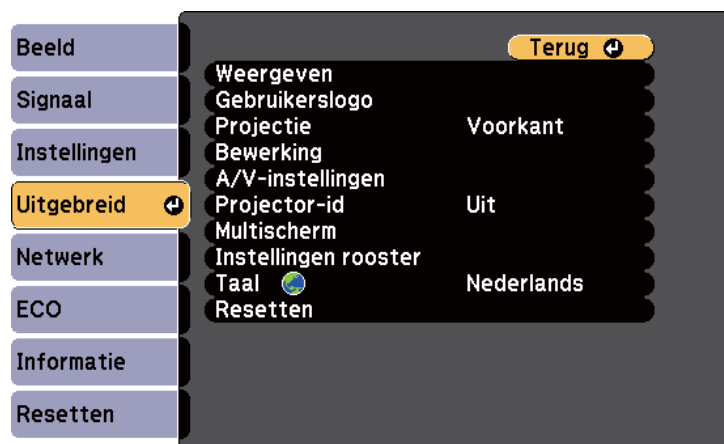 Beeld
Signaal
Instellingen
Uitgebreid
Netwerk
ECO
Informatie
Resetten
Terug
Weergeven
Gebruikerslogo
Projectie Voorkant
Bewerking
A/V-instellingen
Projector-id Uit
Multischerm
Instellingen rooster
Taal Nederlands
Resetten